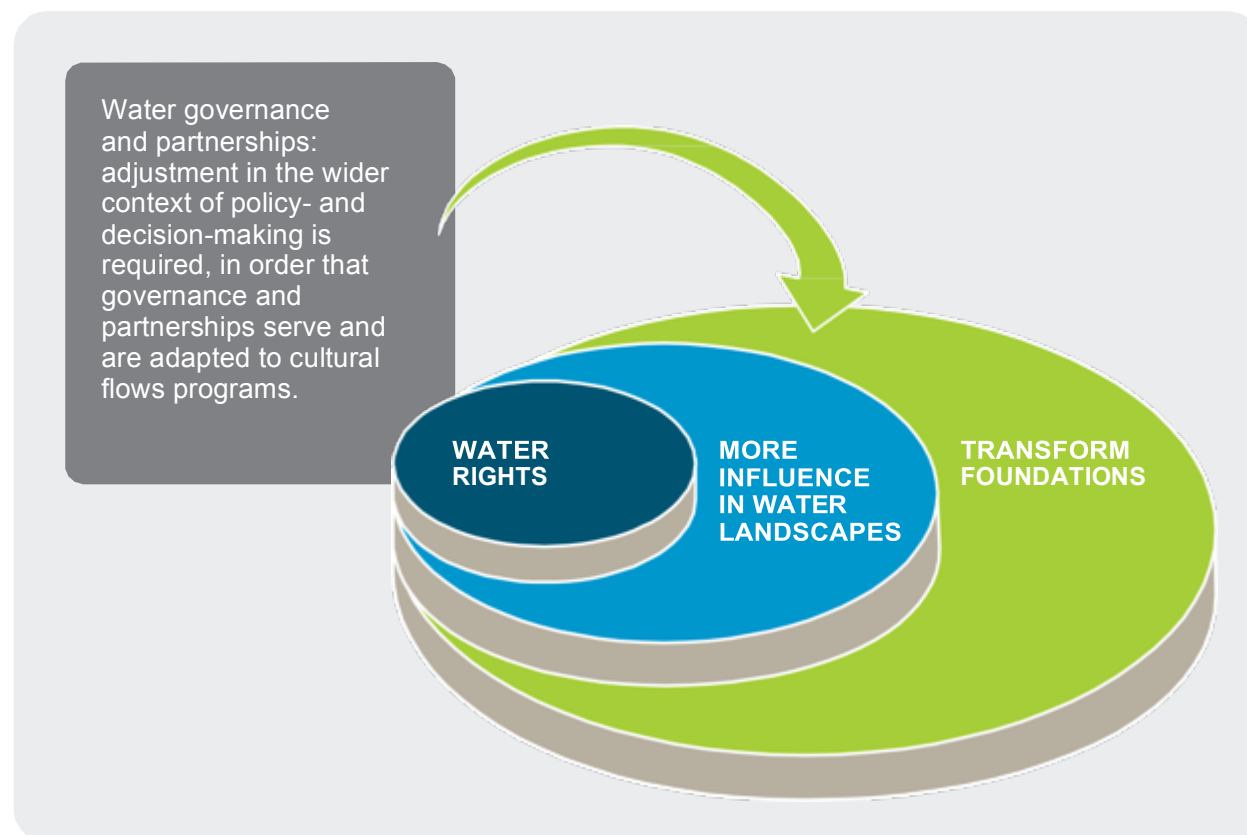 Water governance
and partnerships:
adjustment in the wider
context of policy- and
decision-making is
required, in order that
governance and
partnerships serve and
are adapted to cultural
flows programs.
WATER
RIGHTS
MORE
INFLUENCE
IN WATER
LANDSCAPES
TRANSFORM
FOUNDATIONS